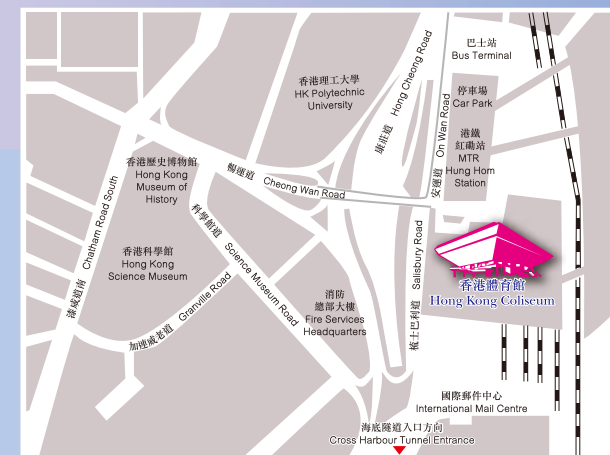 巴士站
Bus Terminal
香港理工大學
HK Polytechnic
University
康莊道 Hong Cheong Road
停車場
Car Park
安運道 On Wan Road
港鐵
紅磡站
MTR
Hung Hom
Station
香港歷史博物館
Hong Kong
Museum of
History
暢運道 Cheong Wan Road
漆咸道南 Chatham Road South
科學館道 Science Museum Road
香港科學館
Hong Kong
Science Museum
加連威老道 Granville Road
梳士巴利道 Salisbury Road
香港體育館
Hong Kong Coliseum
消防
總部大樓
Fire Services
Headquarters
國際郵件中心
International Mail Centre
海底隧道入口方向
Cross Harbour Tunnel Entrance